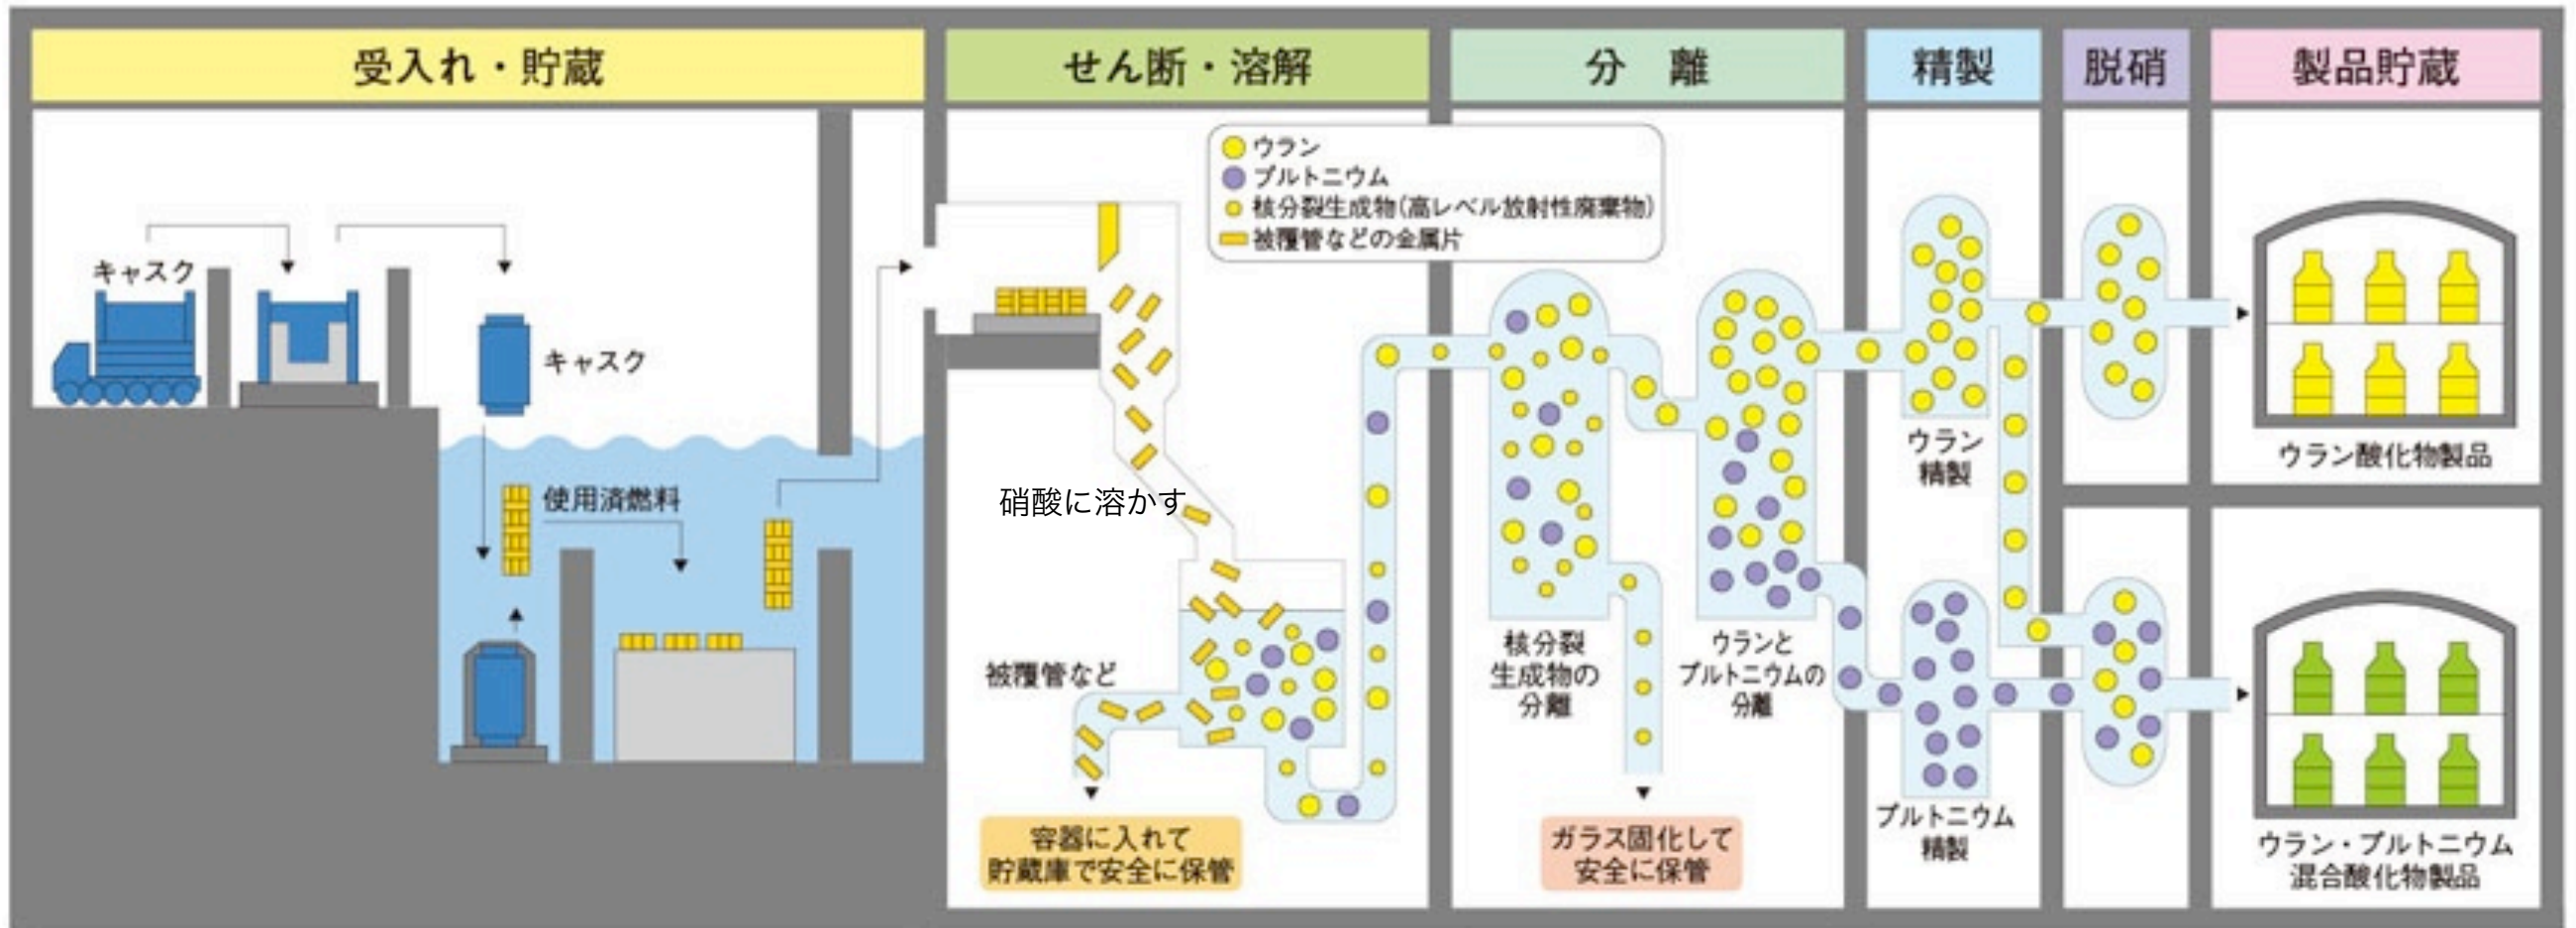 受入れ・貯蔵
せん断・溶解
分 離
精製
脱硝
製品貯蔵
ウラン
プルトニウム
核分裂生成物(高レベル放射性廃棄物)
被覆管などの金属片
キャスク
キャスク
使用済燃料
硝酸に溶かす
被覆管など
容器に入れて
貯蔵庫で安全に保管
核分裂
生成物の
分離
ウランと
プルトニウムの
分離
ガラス固化して
安全に保管
ウラン
精製
プルトニウム
精製
ウラン酸化物製品
ウラン・プルトニウム
混合酸化物製品